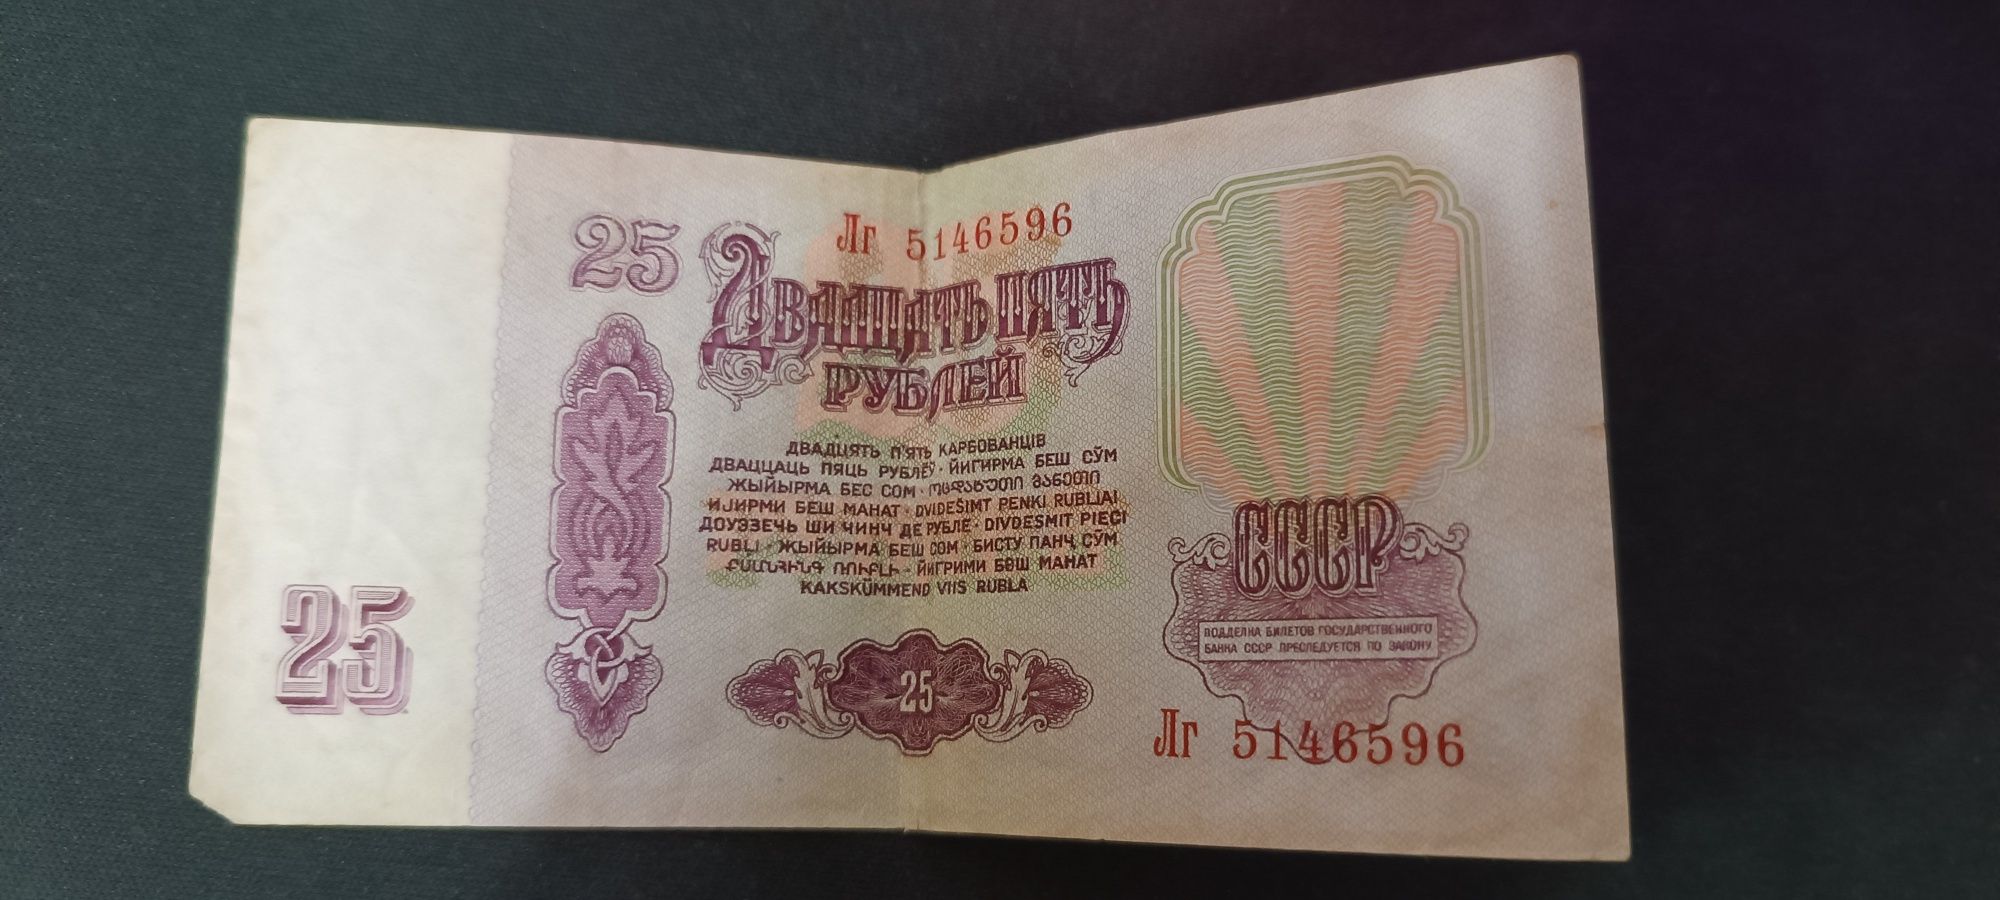 25
Лг 5146596
Двадцать пять
рублей
ДВАДЦЯТЬ П'ЯТЬ КАРБОВАНЦІВ
ДВАЦЦАЦЬ ПЯЦЬ РУБЛЁЎ · ЙИГИРМА БЕШ СЎМ
ЖЫЙЫРМА БЕС СОМ · ᲝᲪᲓᲐᲮᲣᲗᲘ ᲛᲐᲜᲔᲗᲘ
ИЈИРМИ БЕШ МАНАТ · DVIDEŠIMT PENKI RUBLIAI
ДОУЭЗЕЧЬ ШИ ЧИНЧ ДЕ РУБЛЕ · DIVDESMIT PIECI
RUBĻI · ЖЫЙЫРМА БЕШ СОМ · БИСТУ ПАНҶ СЎМ
ՔՍԱՆՀԻՆԳ ՌՈՒԲԼԻ · ЙИГРИМИ БӘШ МАНАТ
KAKSKÜMMEND VIIS RUBLA
25
25
СССР
ПОДДЕЛКА БИЛЕТОВ ГОСУДАРСТВЕННОГО
БАНКА СССР ПРЕСЛЕДУЕТСЯ ПО ЗАКОНУ
Лг 5146596